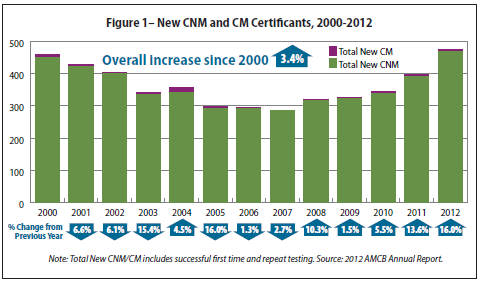 Figure 1– New CNM and CM Certificants, 2000-2012
500
Overall increase since 2000 3.4%
Total New CM
Total New CNM
400
300
200
100
0
2000 2001 2002 2003 2004 2005 2006 2007 2008 2009 2010 2011 2012
% Change from
Previous Year
6.6% 6.1% 15.4% 4.5% 16.0% 1.3% 2.7% 10.3% 1.5% 5.5% 13.6% 16.0%
Note: Total New CNM/CM includes successful first time and repeat testing. Source: 2012 AMCB Annual Report.